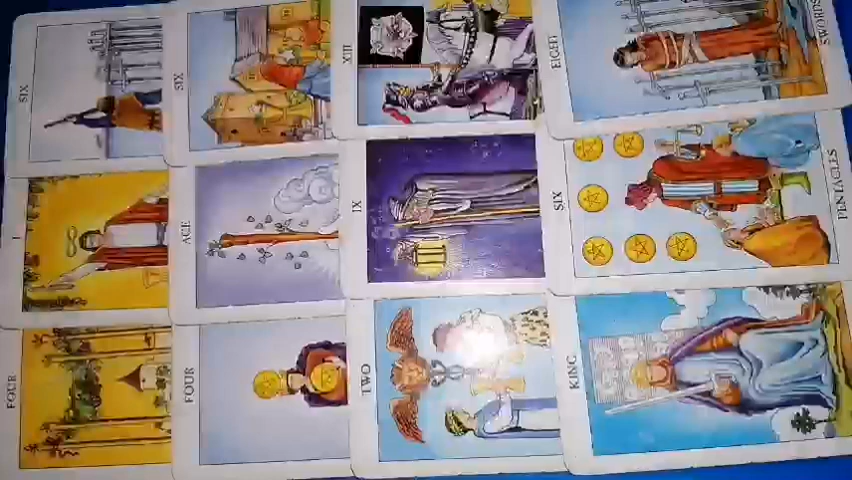 SIX
SIX
XIII
EIGHT
SWORDS
I
ACE
IX
SIX
PENTACLES
FOUR
FOUR
TWO
KING